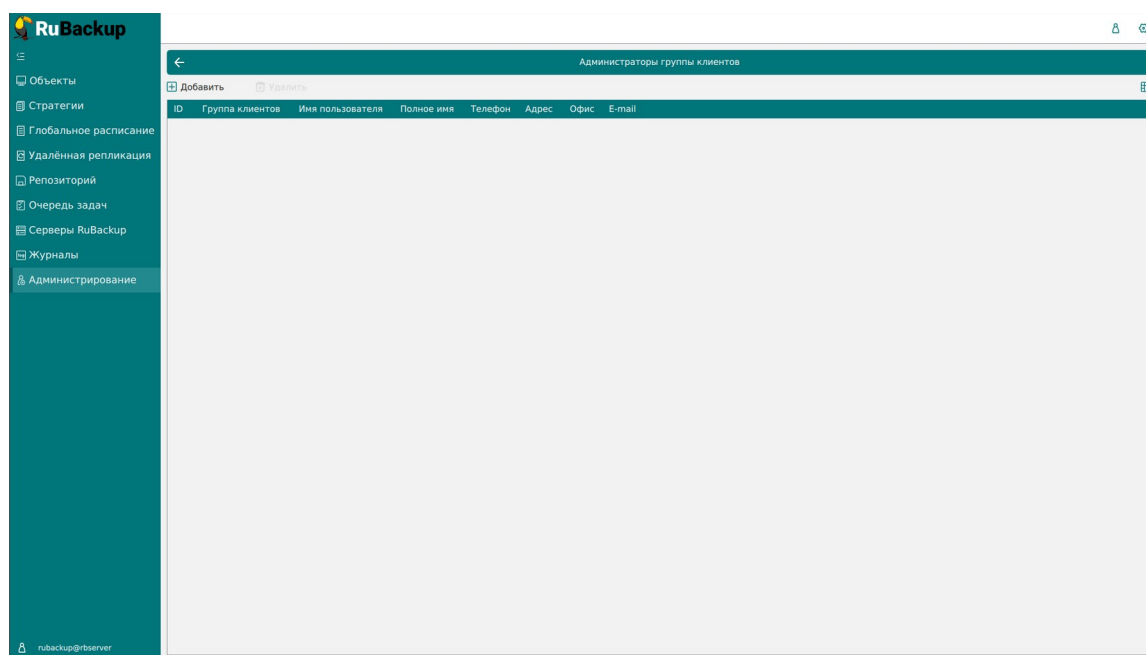 RuBackup
Администраторы группы клиентов
Добавить Удалить
ID Группа клиентов Имя пользователя Полное имя Телефон Адрес Офис E-mail
Объекты
Стратегии
Глобальное расписание
Удалённая репликация
Репозиторий
Очередь задач
Серверы RuBackup
Журналы
Администрирование
rubackup@rbserver